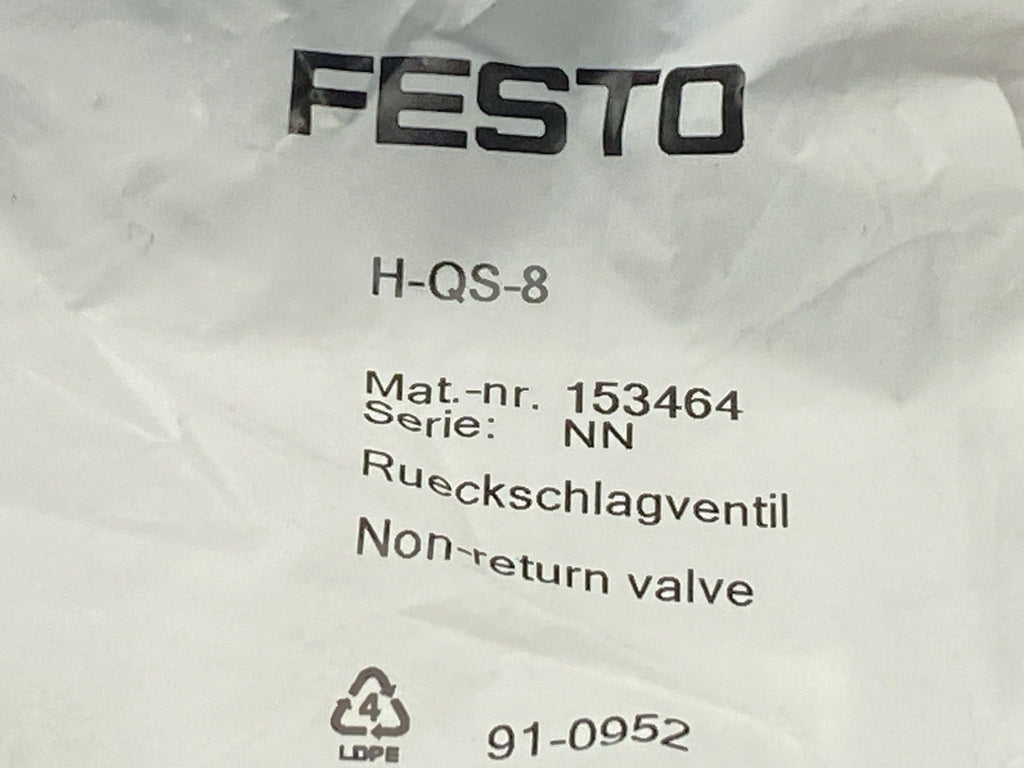 FESTO
H-QS-8
Mat.-nr. 153464
Serie: NN
Rueckschlagventil
Non-return valve
4
LDPE
91-0952